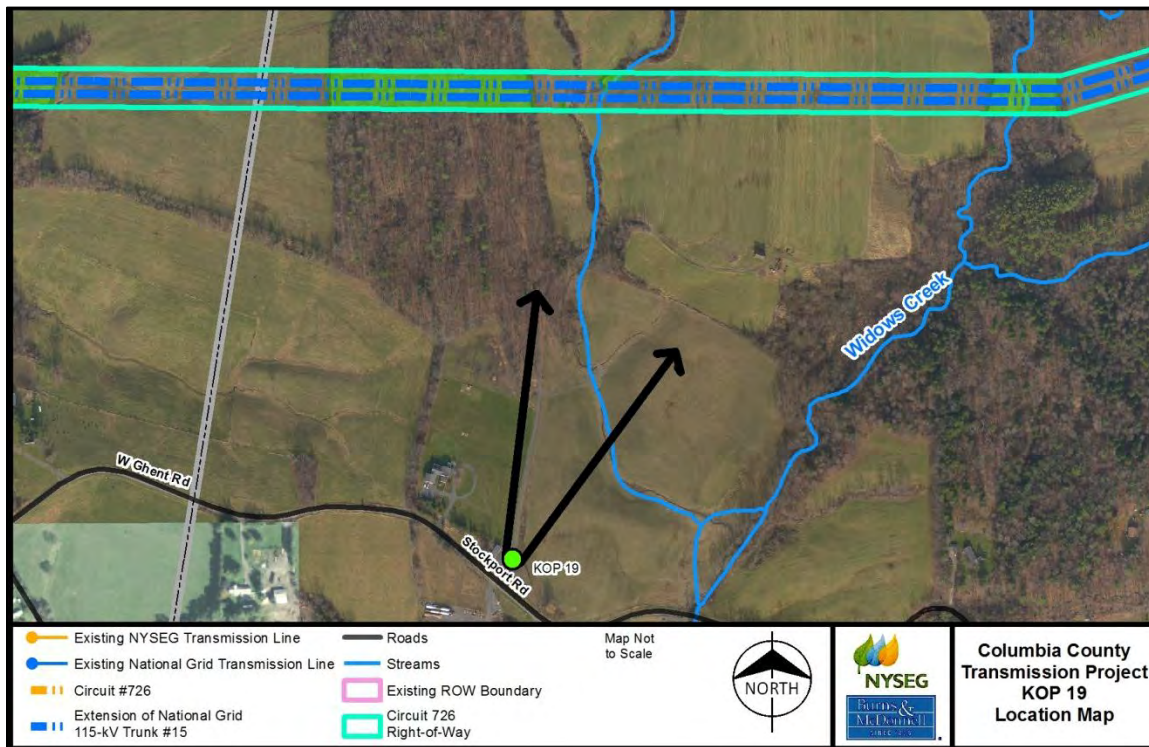 Widows Creek
W Ghent Rd
Stockport Rd
KOP 19
Existing NYSEG Transmission Line
Existing National Grid Transmission Line
Circuit #726
Extension of National Grid
115-kV Trunk #15
Roads
Streams
Existing ROW Boundary
Circuit 726
Right-of-Way
Map Not
to Scale
NORTH
NYSEG
Burns &
McDonnell
Columbia County
Transmission Project
KOP 19
Location Map